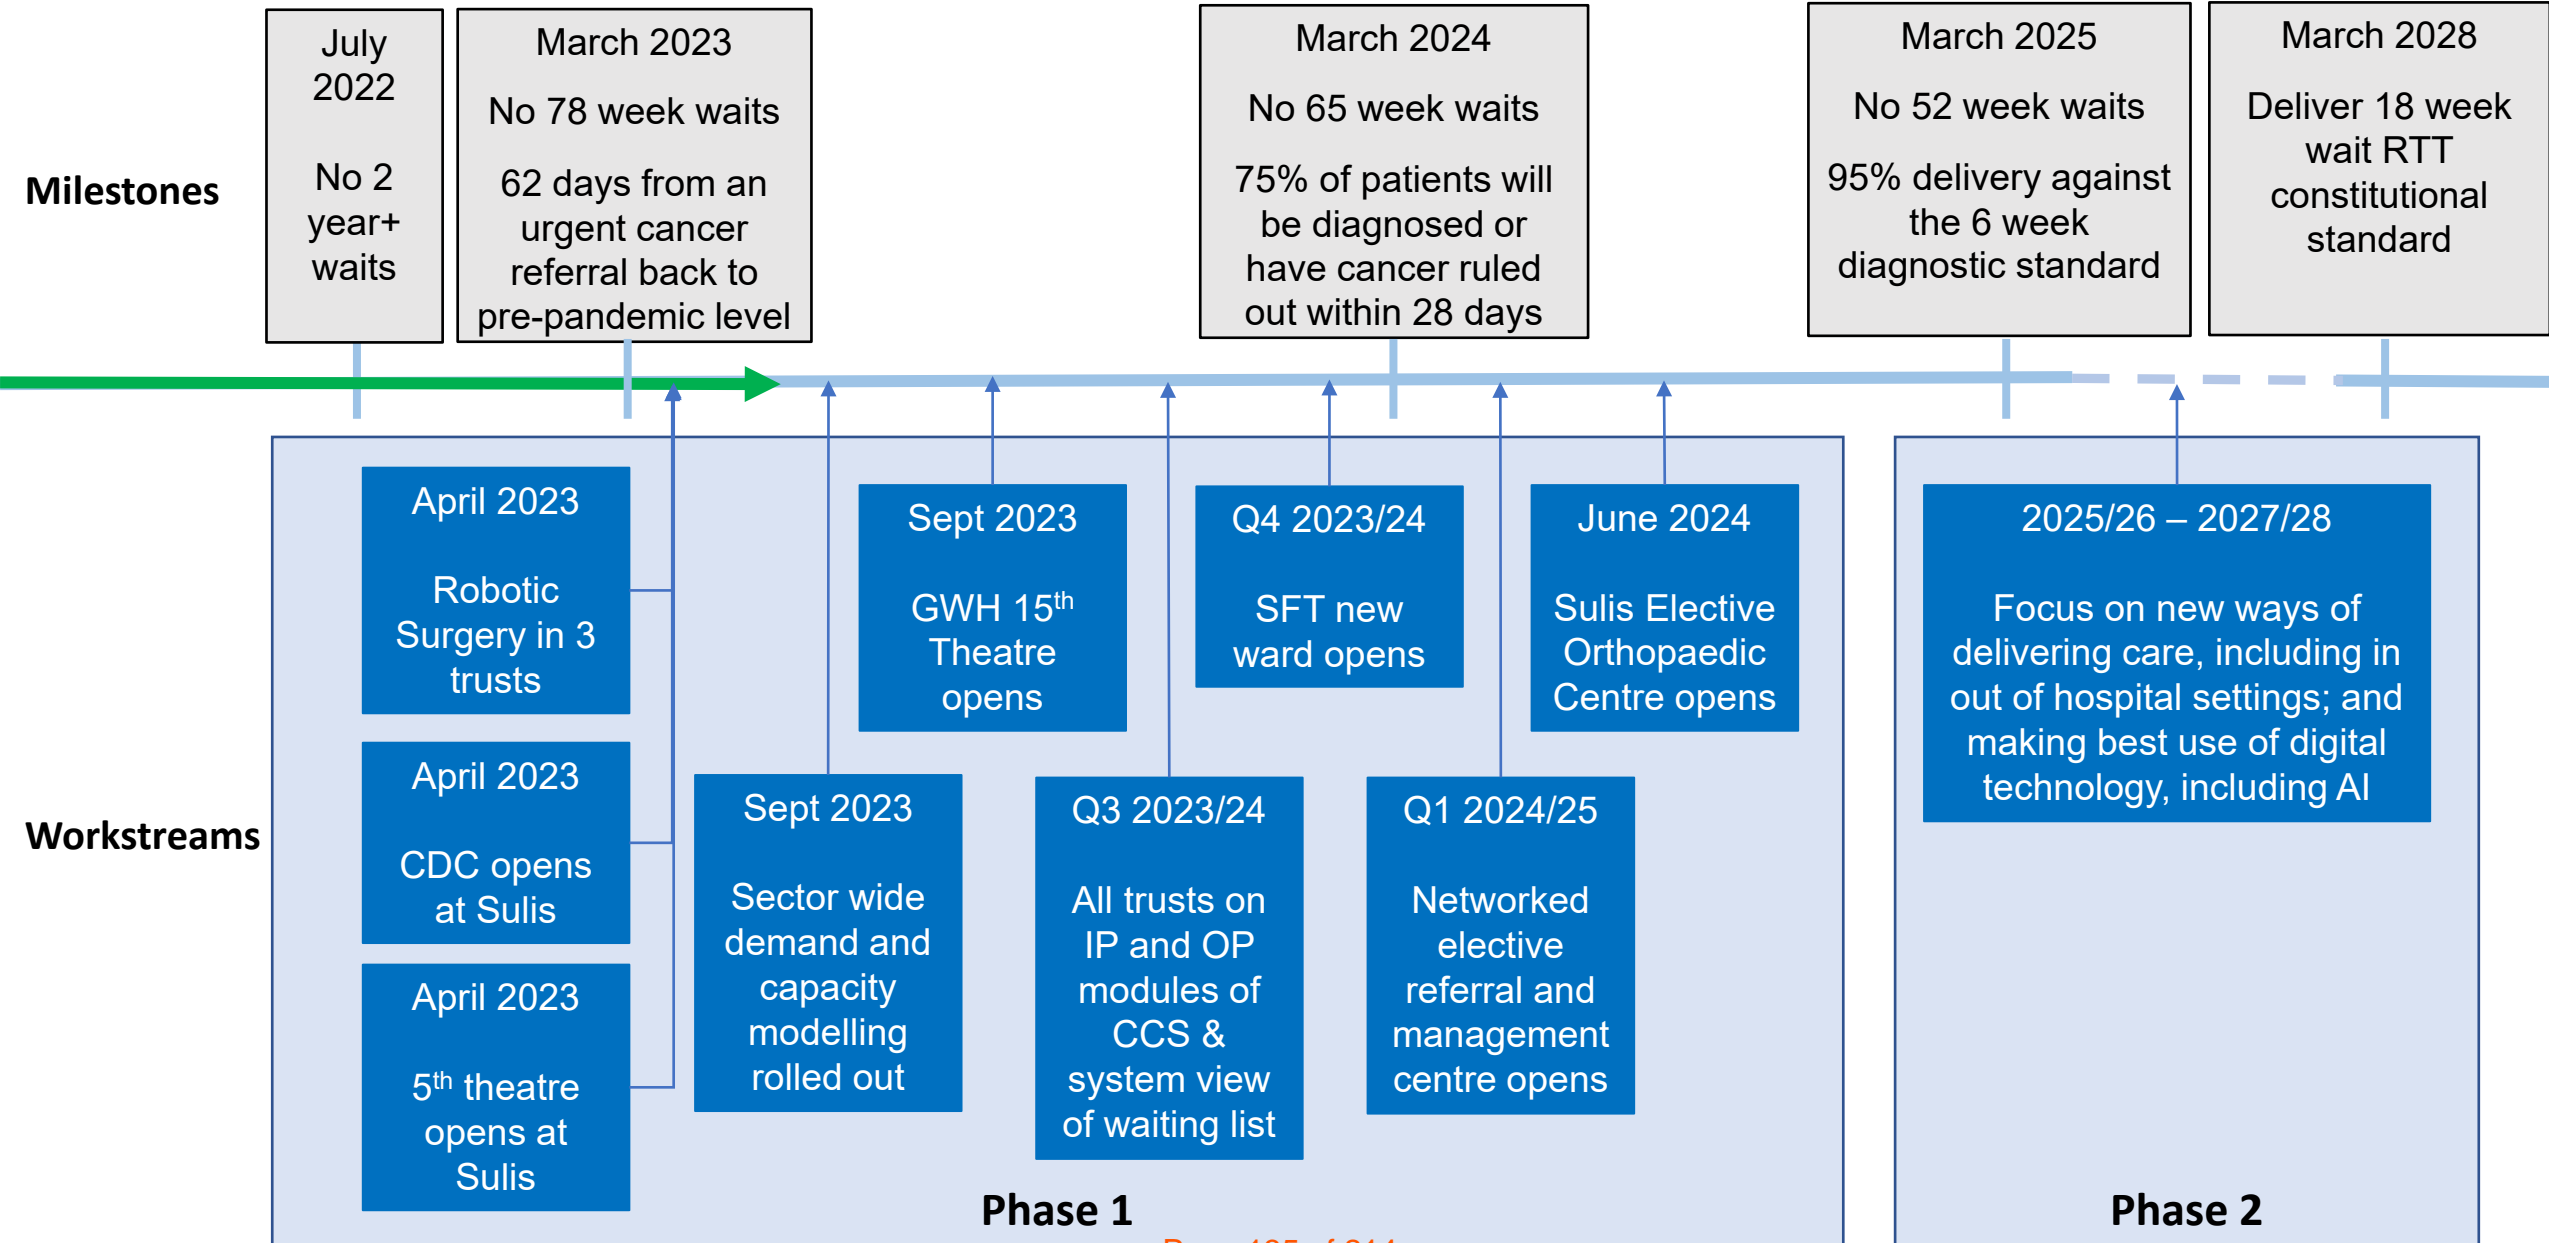 Milestones
July
2022
No 2
year+
waits
March 2023
No 78 week waits
62 days from an
urgent cancer
referral back to
pre-pandemic level
March 2024
No 65 week waits
75% of patients will
be diagnosed or
have cancer ruled
out within 28 days
March 2025
No 52 week waits
95% delivery against
the 6 week
diagnostic standard
March 2028
Deliver 18 week
wait RTT
constitutional
standard
Workstreams
April 2023
Robotic
Surgery in 3
trusts
April 2023
CDC opens
at Sulis
April 2023
5th theatre
opens at
Sulis
Sept 2023
Sector wide
demand and
capacity
modelling
rolled out
Sept 2023
GWH 15th
Theatre
opens
Q3 2023/24
All trusts on
IP and OP
modules of
CCS &
system view
of waiting list
Q4 2023/24
SFT new
ward opens
Q1 2024/25
Networked
elective
referral and
management
centre opens
June 2024
Sulis Elective
Orthopaedic
Centre opens
Phase 1
2025/26 – 2027/28
Focus on new ways of
delivering care, including in
out of hospital settings; and
making best use of digital
technology, including AI
Phase 2